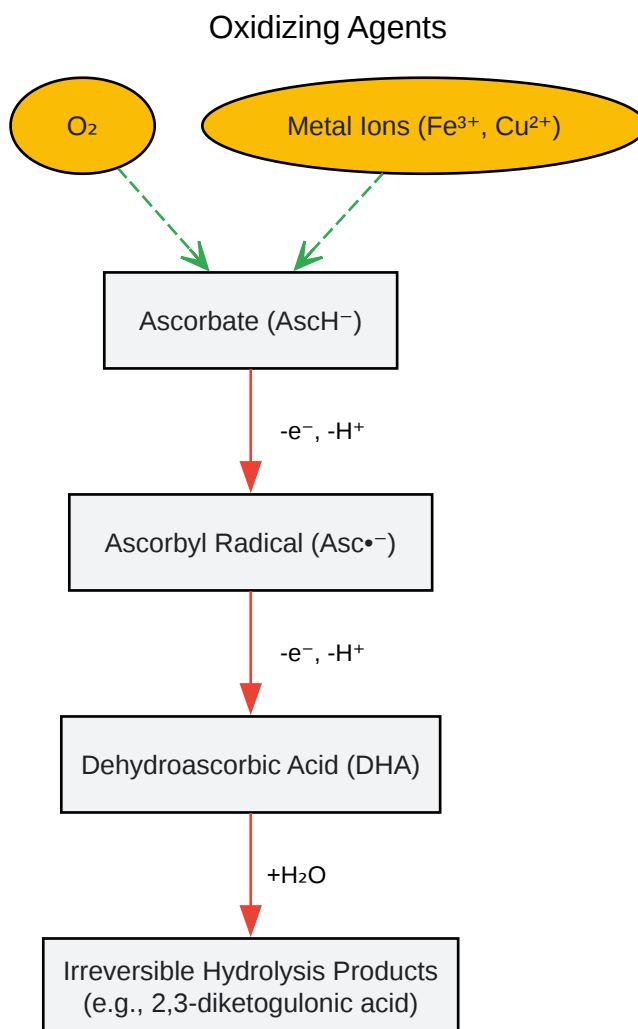 Oxidizing Agents
O₂
Metal Ions (Fe³⁺, Cu²⁺)
Ascorbate (AscH⁻)
-e⁻, -H⁺
Ascorbyl Radical (Asc•⁻)
-e⁻, -H⁺
Dehydroascorbic Acid (DHA)
+H₂O
Irreversible Hydrolysis Products
(e.g., 2,3-diketogulonic acid)